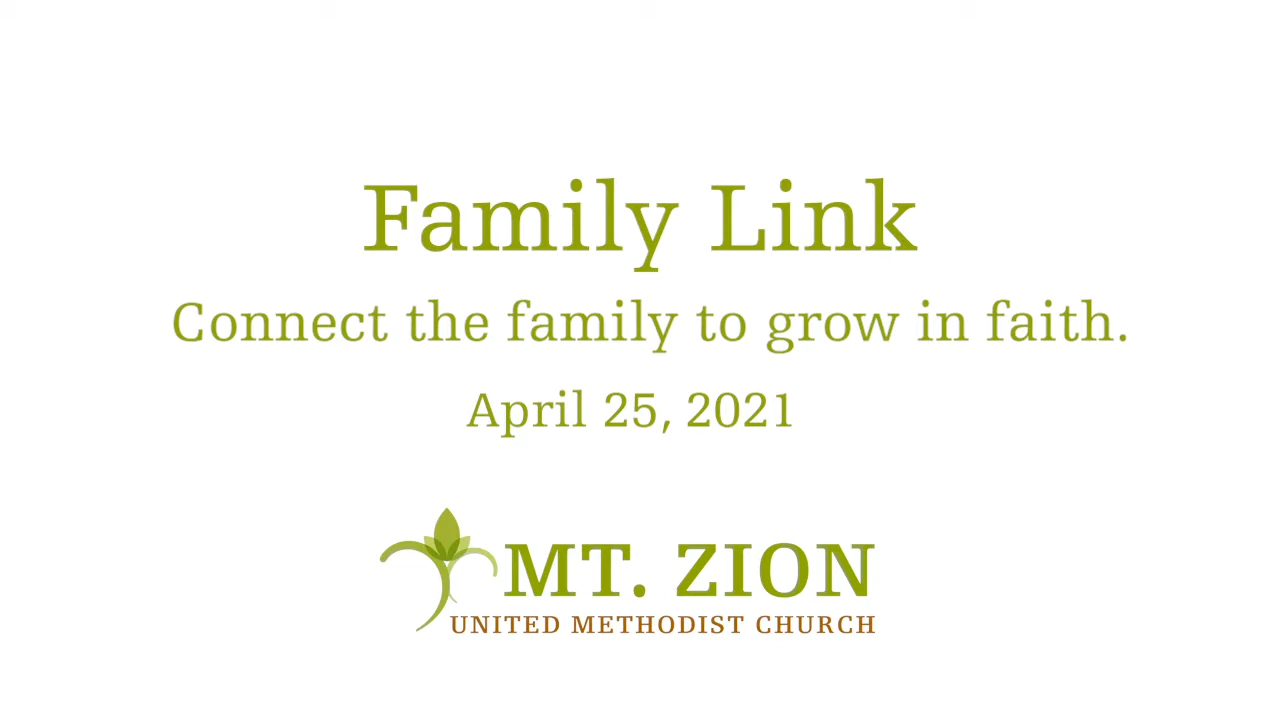 Family Link
Connect the family to grow in faith.
April 25, 2021
MT. ZION
UNITED METHODIST CHURCH